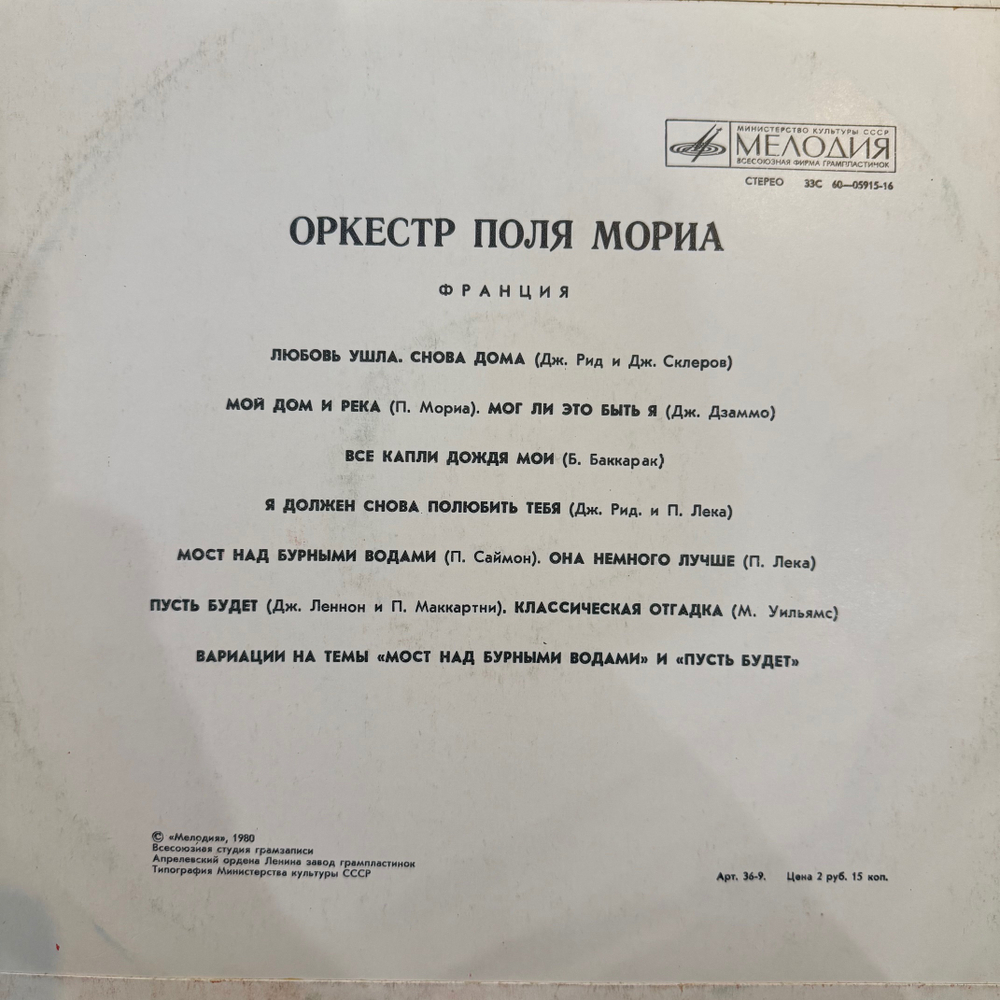 МИНИСТЕРСТВО КУЛЬТУРЫ СССР
МЕЛОДИЯ
ВСЕСОЮЗНАЯ ФИРМА ГРАМПЛАСТИНОК
СТЕРЕО 33С 60—05915-16
ОРКЕСТР ПОЛЯ МОРИА
ФРАНЦИЯ
ЛЮБОВЬ УШЛА. СНОВА ДОМА (Дж. Рид и Дж. Склеров)
МОЙ ДОМ И РЕКА (П. Мориа). МОГ ЛИ ЭТО БЫТЬ Я (Дж. Дзаммо)
ВСЕ КАПЛИ ДОЖДЯ МОИ (Б. Баккарак)
Я ДОЛЖЕН СНОВА ПОЛЮБИТЬ ТЕБЯ (Дж. Рид. и П. Лека)
МОСТ НАД БУРНЫМИ ВОДАМИ (П. Саймон). ОНА НЕМНОГО ЛУЧШЕ (П. Лека)
ПУСТЬ БУДЕТ (Дж. Леннон и П. Маккартни). КЛАССИЧЕСКАЯ ОТГАДКА (М. Уильямс)
ВАРИАЦИИ НА ТЕМЫ «МОСТ НАД БУРНЫМИ ВОДАМИ» И «ПУСТЬ БУДЕТ»
© «Мелодия», 1980
Всесоюзная студия грамзаписи
Апрелевский ордена Ленина завод грампластинок
Типография Министерства культуры СССР
Арт. 36-9. Цена 2 руб. 15 коп.